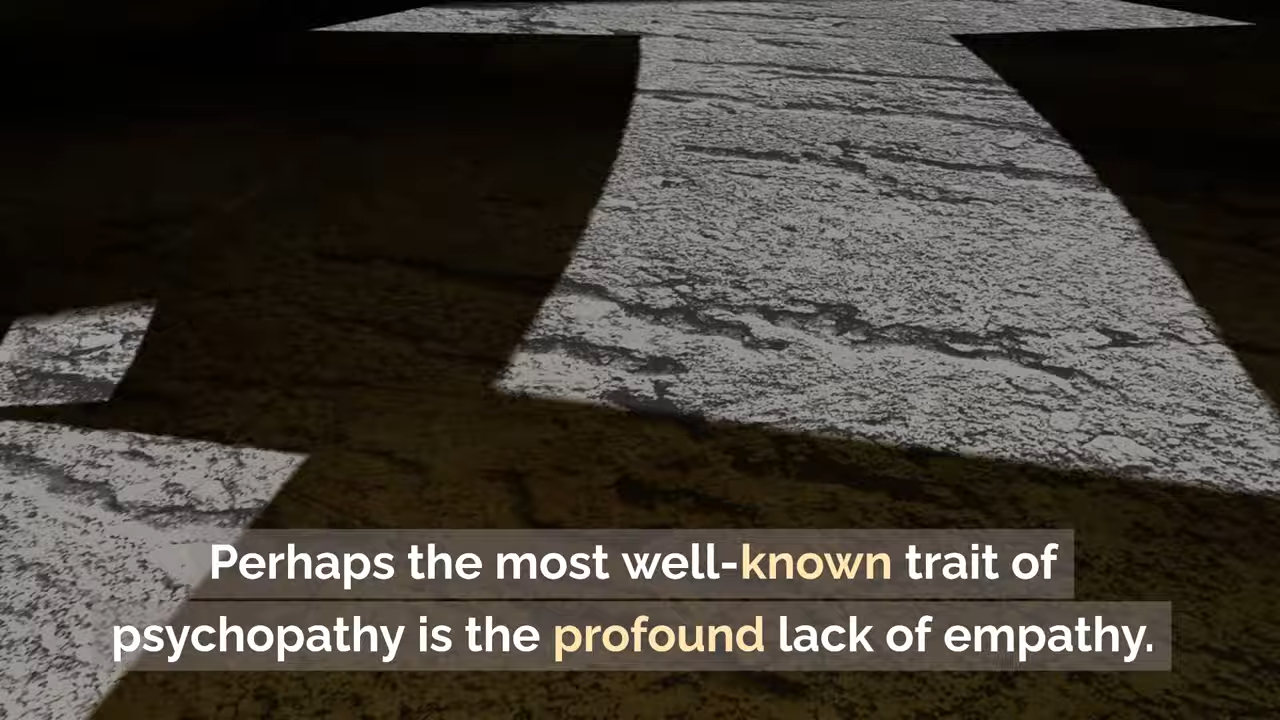 Perhaps the most well-known trait of
psychopathy is the profound lack of empathy.